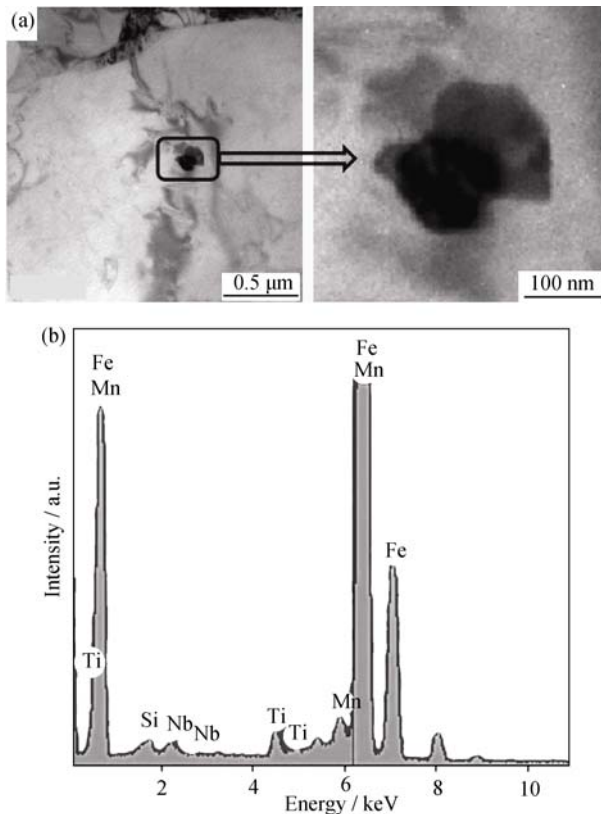 (a)
0.5 µm
100 nm
(b)
Fe
Mn
Fe
Mn
Fe
Ti
Si
Nb
Nb
Ti
Ti
Mn
Intensity / a.u.
2
4
6
8
10
Energy / keV